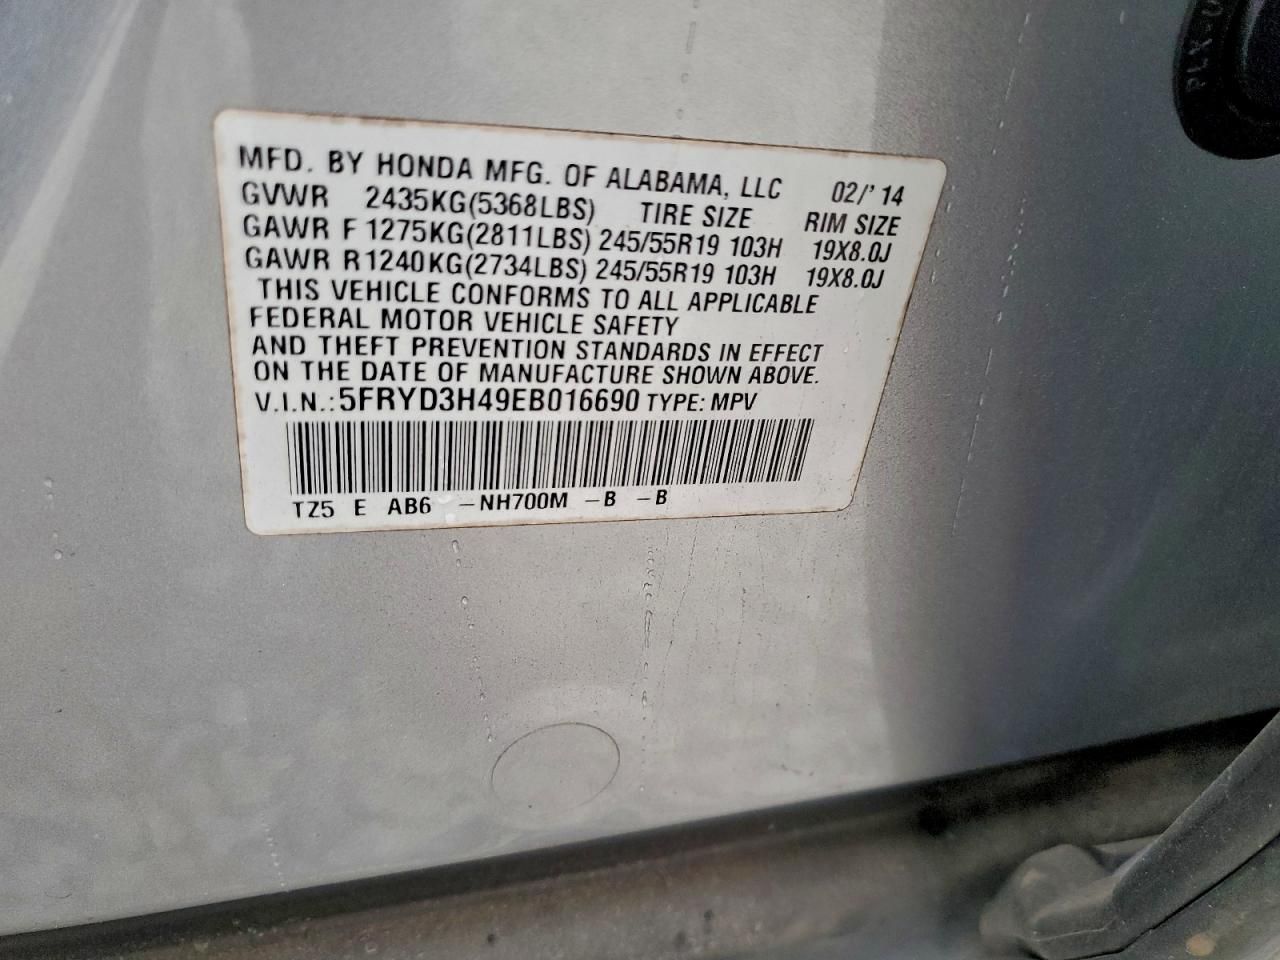 MFD. BY HONDA MFG. OF ALABAMA, LLC 02/'14
GVWR 2435KG(5368LBS) TIRE SIZE RIM SIZE
GAWR F 1275KG(2811LBS) 245/55R19 103H 19X8.0J
GAWR R 1240KG(2734LBS) 245/55R19 103H 19X8.0J
THIS VEHICLE CONFORMS TO ALL APPLICABLE
FEDERAL MOTOR VEHICLE SAFETY
AND THEFT PREVENTION STANDARDS IN EFFECT
ON THE DATE OF MANUFACTURE SHOWN ABOVE.
V.I.N.:5FRYD3H49EB016690 TYPE: MPV
TZ5 E AB6 -NH700M -B -B